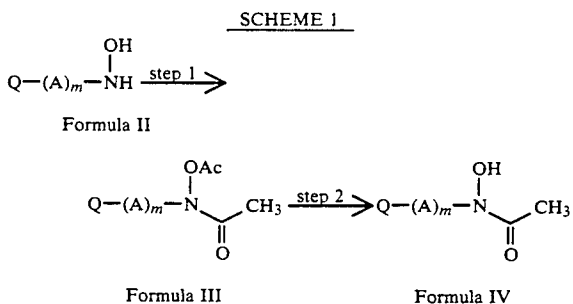 SCHEME 1
OH
Q—(A)m—NH step 1
Formula II
OAc
Q—(A)m—N CH3 step 2
O
Formula III
OH
Q—(A)m—N CH3
O
Formula IV